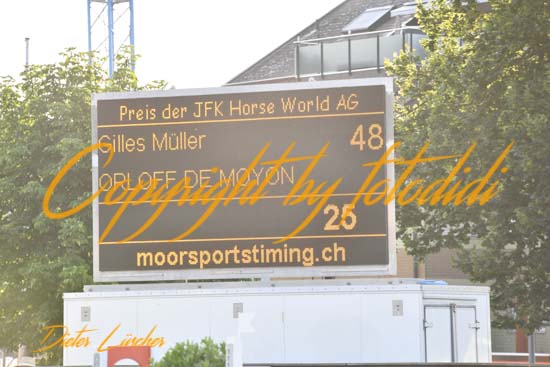 Preis der JFK Horse World AG
Gilles Müller 48
ORLOFF DE MOYON
25
moorsportstiming.ch
Copyright by fotodidi
Dieter Lüscher